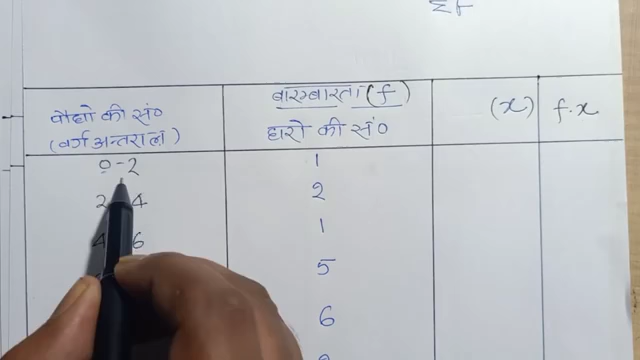 Σf
पौधो की सं० बारम्बारता (f) (x) f.x
(वर्ग अन्तराल) घरो की सं०
0-2 1
2 4 2
4 6 1
5
6